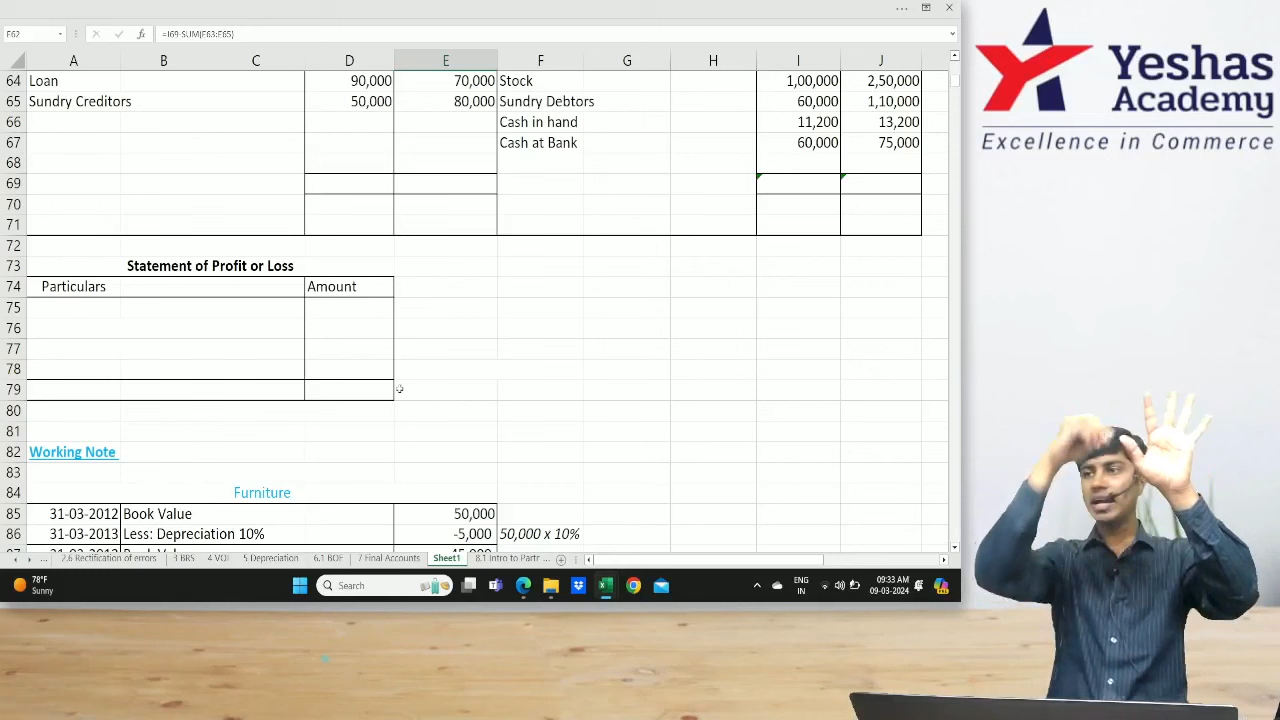 E62 =I69-SUM(E63:E65)
A B C D E F G H I J
64 Loan 90,000 70,000 Stock 1,00,000 2,50,000
65 Sundry Creditors 50,000 80,000 Sundry Debtors 60,000 1,10,000
66 Cash in hand 11,200 13,200
67 Cash at Bank 60,000 75,000
68
69
70
71
72
73 Statement of Profit or Loss
74 Particulars Amount
75
76
77
78
79
80
81
82 Working Note
83
84 Furniture
85 31-03-2012 Book Value 50,000
86 31-03-2013 Less: Depreciation 10% -5,000 50,000 x 10%
2.6 Rectification of errors 3 BRS 4 VOI 5 Depreciation 6.1 BOE 7 Final Accounts Sheet1 8.1 Intro to Partr ...
78°F
Sunny
Search
ENG
IN
09:33 AM
09-03-2024
Yeshas
Academy
Excellence in Commerce